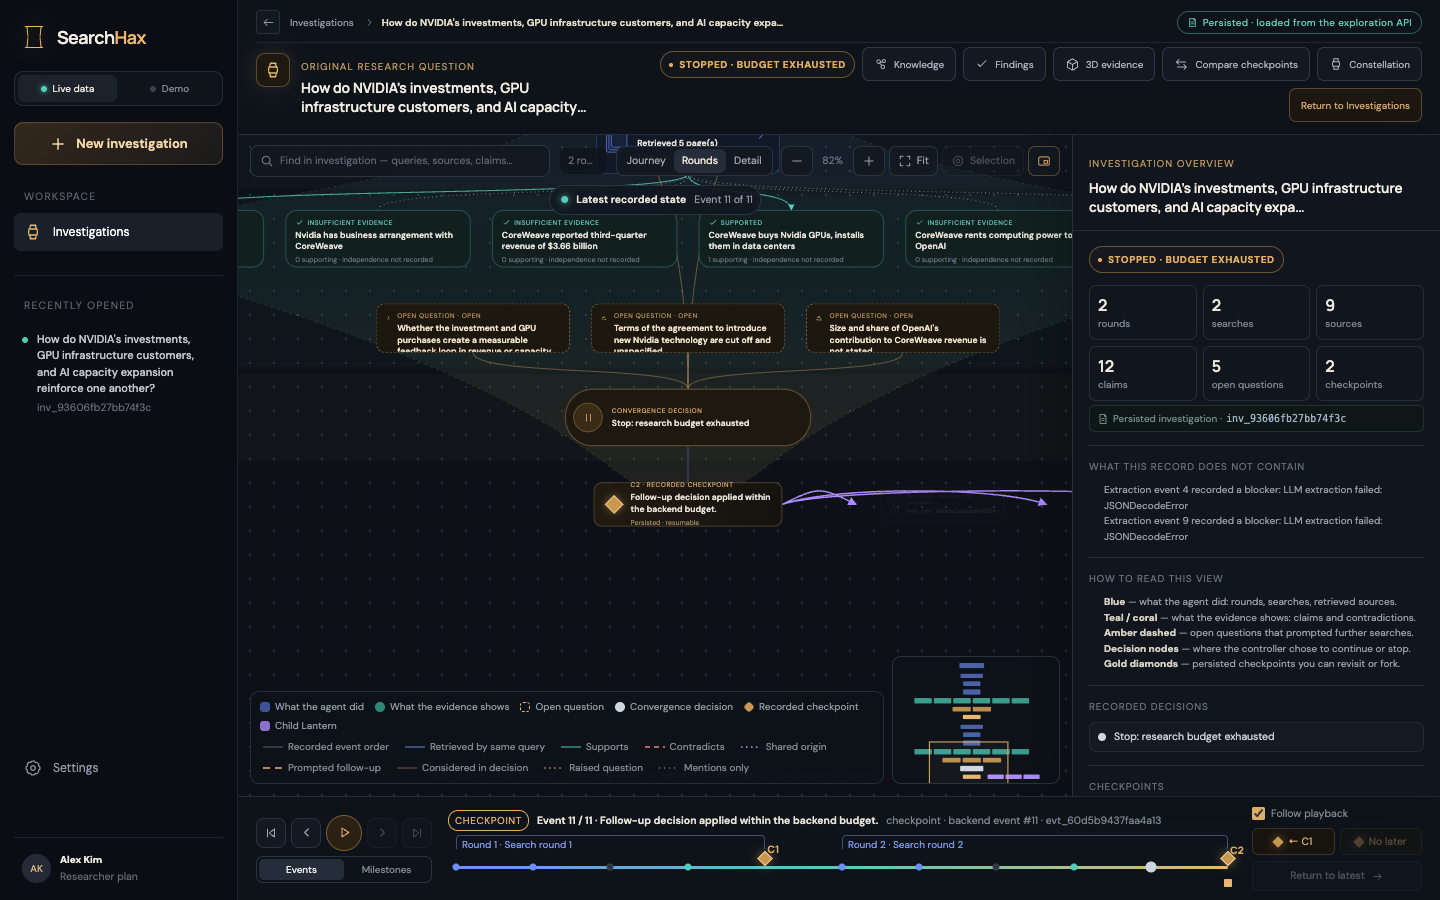 SearchHax
Live data
Demo
New investigation
WORKSPACE
Investigations
RECENTLY OPENED
How do NVIDIA's investments,
GPU infrastructure customers,
and AI capacity expansion
reinforce one another?
inv_93606fb27bb74f3c
Settings
AK
Alex Kim
Researcher plan
Investigations
How do NVIDIA's investments, GPU infrastructure customers, and AI capacity expa...
Persisted · loaded from the exploration API
ORIGINAL RESEARCH QUESTION
How do NVIDIA's investments, GPU
infrastructure customers, and AI capacity...
STOPPED · BUDGET EXHAUSTED
Knowledge
Findings
3D evidence
Compare checkpoints
Constellation
Return to Investigations
Retrieved 5 page(s)
Find in investigation — queries, sources, claims...
2 ro...
Journey
Rounds
Detail
82%
Fit
Selection
Latest recorded state
Event 11 of 11
INSUFFICIENT EVIDENCE
Nvidia has business arrangement with
CoreWeave
0 supporting · independence not recorded
INSUFFICIENT EVIDENCE
CoreWeave reported third-quarter
revenue of $3.66 billion
0 supporting · independence not recorded
SUPPORTED
CoreWeave buys Nvidia GPUs, installs
them in data centers
1 supporting · independence not recorded
INSUFFICIENT EVIDENCE
CoreWeave rents computing power to
OpenAI
0 supporting · independence not recorded
OPEN QUESTION · OPEN
Whether the investment and GPU
purchases create a measurable
feedback loop in revenue or capacity
OPEN QUESTION · OPEN
Terms of the agreement to introduce
new Nvidia technology are cut off and
unspecified
OPEN QUESTION · OPEN
Size and share of OpenAI's
contribution to CoreWeave revenue is
not stated
CONVERGENCE DECISION
Stop: research budget exhausted
C2 · RECORDED CHECKPOINT
Follow-up decision applied within
the backend budget.
Persisted · resumable
What the agent did
What the evidence shows
Open question
Convergence decision
Recorded checkpoint
Child Lantern
Recorded event order
Retrieved by same query
Supports
Contradicts
Shared origin
Prompted follow-up
Considered in decision
Raised question
Mentions only
INVESTIGATION OVERVIEW
How do NVIDIA's investments, GPU infrastructure
customers, and AI capacity expa...
STOPPED · BUDGET EXHAUSTED
2
rounds
2
searches
9
sources
12
claims
5
open questions
2
checkpoints
Persisted investigation · inv_93606fb27bb74f3c
WHAT THIS RECORD DOES NOT CONTAIN
Extraction event 4 recorded a blocker: LLM extraction failed:
JSONDecodeError
Extraction event 9 recorded a blocker: LLM extraction failed:
JSONDecodeError
HOW TO READ THIS VIEW
Blue — what the agent did: rounds, searches, retrieved sources.
Teal / coral — what the evidence shows: claims and contradictions.
Amber dashed — open questions that prompted further searches.
Decision nodes — where the controller chose to continue or stop.
Gold diamonds — persisted checkpoints you can revisit or fork.
RECORDED DECISIONS
Stop: research budget exhausted
CHECKPOINTS
Events
Milestones
CHECKPOINT
Event 11 / 11 · Follow-up decision applied within the backend budget.
checkpoint · backend event #11 · evt_60d5b9437faa4a13
Round 1 · Search round 1
C1
Round 2 · Search round 2
C2
Follow playback
← C1
No later
Return to latest →